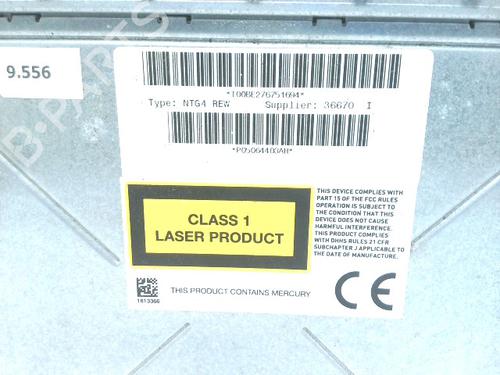 9.556
*T00BE276751694*
Type: NTG4 REW Supplier: 36670 I
*P05064403AH*
CLASS 1
LASER PRODUCT
THIS DEVICE COMPLIES WITH
PART 15 OF THE FCC RULES
OPERATION IS SUBJECT TO
THE CONDITION THAT THIS
DEVICE DOES NOT CAUSE
HARMFUL INTERFERENCE.
THIS PRODUCT COMPLIES
WITH DHHS RULES 21 CFR
SUBCHAPTER J APPLICABLE TO
THE DATE OF MANUFACTURE.
THIS PRODUCT CONTAINS MERCURY
CE
1613366
B-PARTS